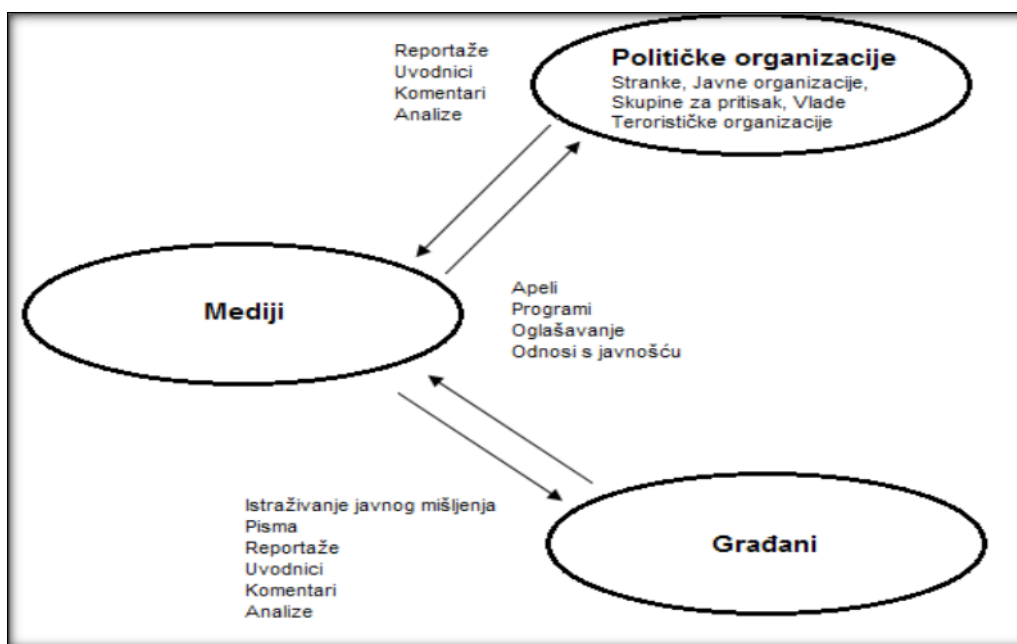 Reportaže
Uvodnici
Komentari
Analize
Političke organizacije
Stranke, Javne organizacije,
Skupine za pritisak, Vlade
Terorističke organizacije
Mediji
Apeli
Programi
Oglašavanje
Odnosi s javnošću
Istraživanje javnog mišljenja
Pisma
Reportaže
Uvodnici
Komentari
Analize
Građani